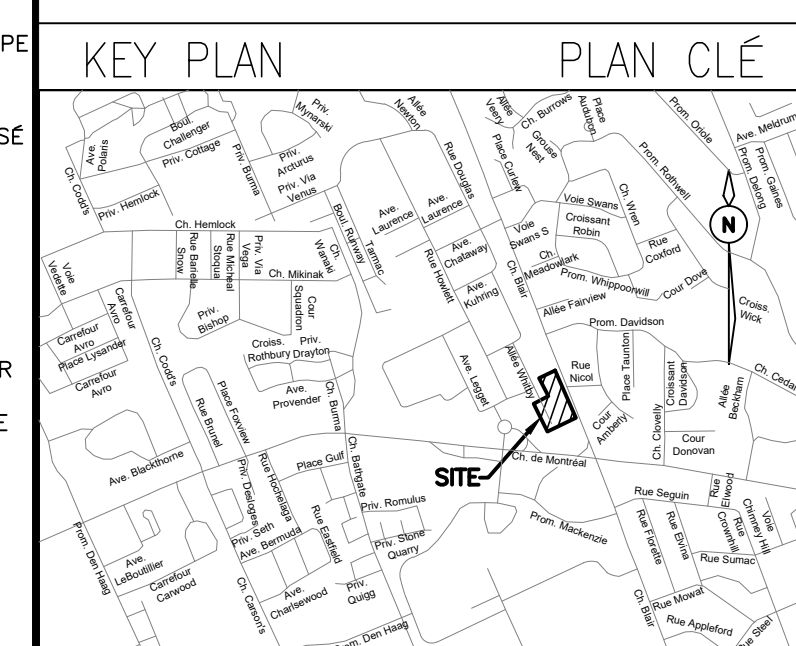 PE
SÉ
R
E
KEY PLAN
PLAN CLÉ
Ave. Polaris
Boul. Challenger
Priv. Cottage
Priv. Burma
Priv. Mynarski
Priv. Arcturus
Priv. Via Venus
Allée Newton
Rue Douglas
Allée Veery
Ch. Burrows
Place Audubon
Grouse Nest
Place Curlew
Prom. Oriole
Ave. Meldrum
Prom. Rothwell
Prom. Delong
Prom. Gaines
Ch. Codd's
Priv. Hemlock
Ch. Hemlock
Boul. Runway
Tarmac
Ave. Laurence
Ave. Laurence
Voie Swans
Croissant Robin
Ch. Wren
Voie Swans S
N
Voie Vedette
Rue Barielle Snow
Rue Micheal Stoqua
Priv. Via Vega
Ch. Mikinak
Ch. Wanaki
Rue Howlett
Ave. Chataway
Ave. Kuhring
Ch. Blair
Ch. Meadowlark
Rue Coxford
Prom. Whippoorwill
Cour Dove
Allée Fairview
Croiss. Wick
Carrefour Avro
Carrefour Avro
Place Lysander
Carrefour Avro
Priv. Bishop
Cour Squadron
Croiss. Rothbury
Priv. Drayton
Ch. Codd's
Prom. Davidson
Place Taunton
Croissant Davidson
Rue Nicol
Allée Whitby
Ave. Legget
Allée Beckham
Ch. Cedar
Ave. Provender
Ch. Burma
Place Foxview
Rue Brunel
Cour Amberly
Ch. Clovelly
Cour Donovan
Ave. Blackthorne
Place Gulf
Ch. Bathgate
SITE
Ch. de Montréal
Rue Hochelaga
Priv. Desloges
Priv. Seth
Ave. Bermuda
Rue Eastfield
Priv. Romulus
Priv. Stone Quarry
Prom. Mackenzie
Rue Seguin
Rue Elwood
Rue Florette
Rue Elvina
Rue Crownhill
Voie Chimney Hill
Rue Sumac
Prom. Den Haag
Ave. LeBoutillier
Carrefour Carwood
Ch. Carson's
Ave. Charlsewood
Priv. Quigg
om. Den Haag
Ch. Blair
Rue Mowat
Rue Appleford
ue Steel